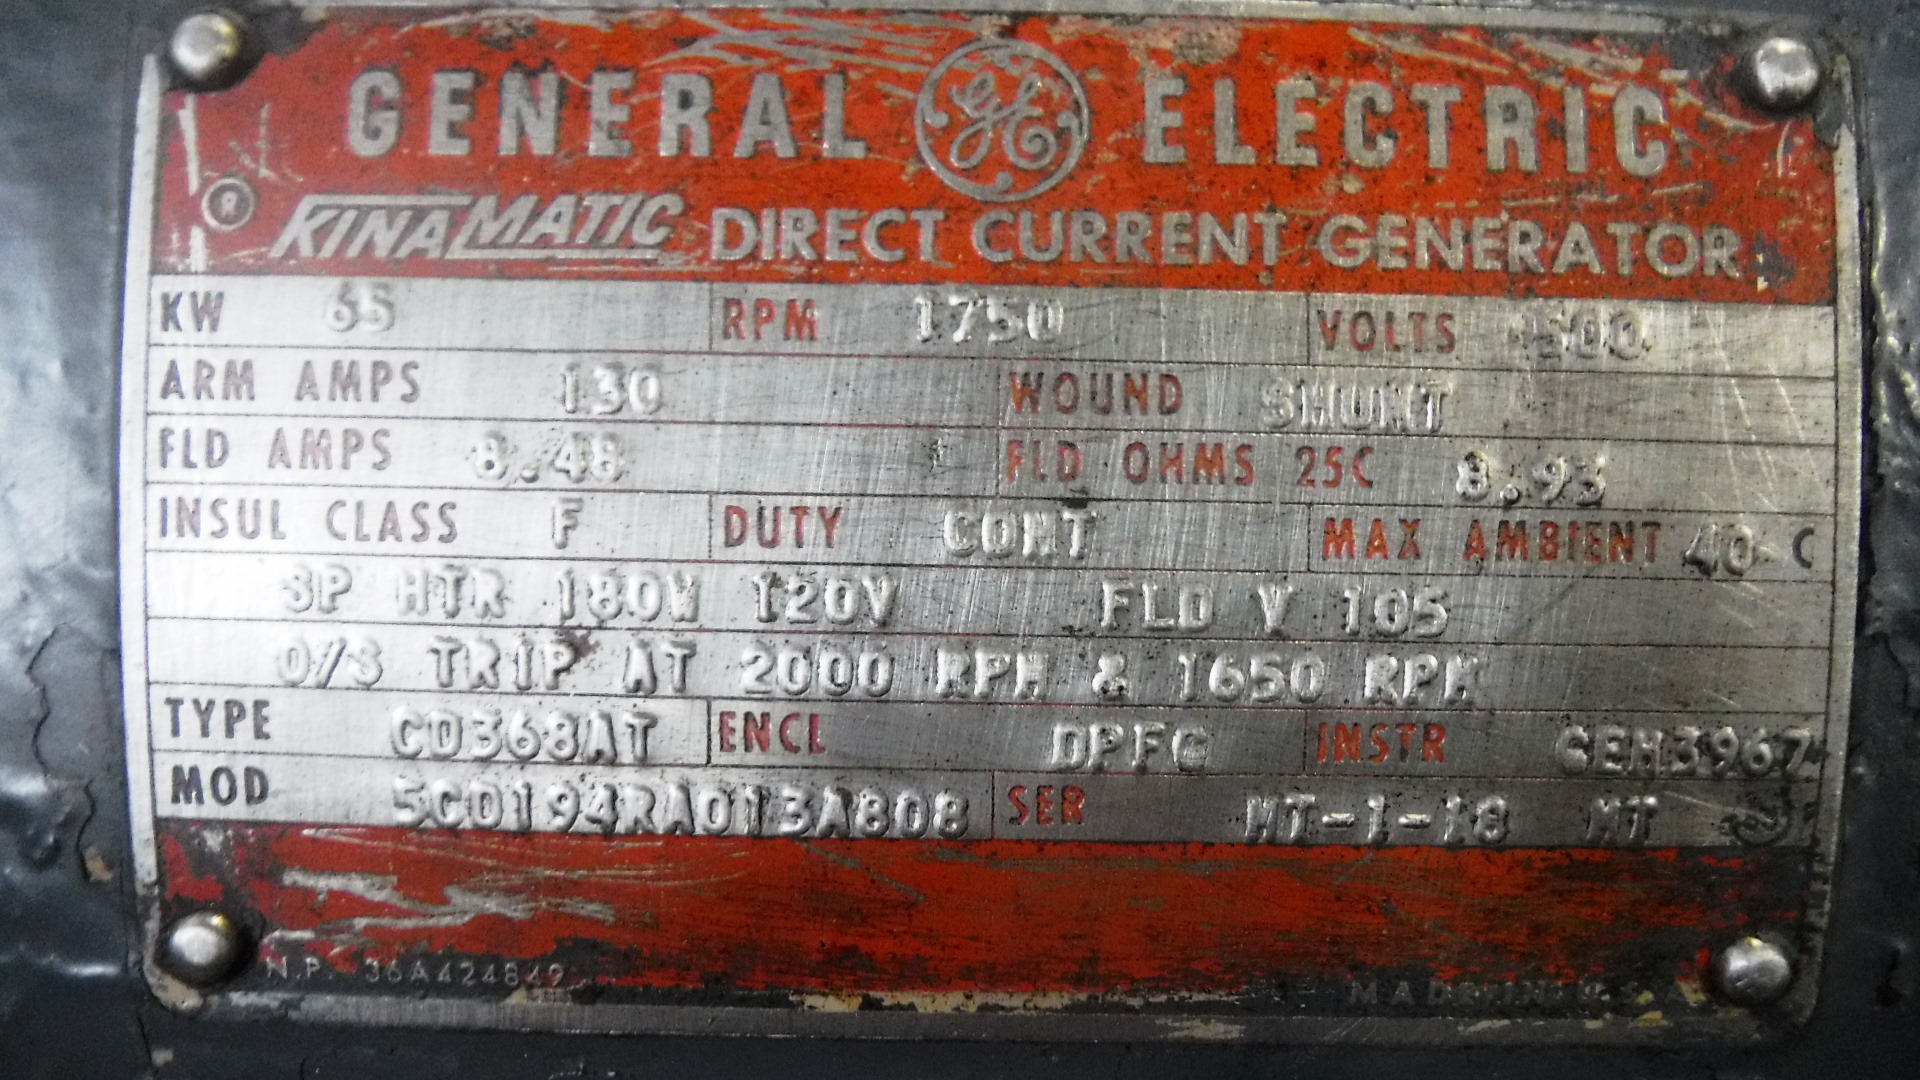 GENERAL GE ELECTRIC
® KINAMATIC DIRECT CURRENT GENERATOR
KW 65 RPM 1750 VOLTS 500
ARM AMPS 130 WOUND SHUNT
FLD AMPS 8.48 FLD OHMS 25C 8.93
INSUL CLASS F DUTY CONT MAX AMBIENT 40 C
SP HTR 180W 120V FLD V 105
O/S TRIP AT 2000 RPM & 1650 RPM
TYPE CD368AT ENCL DPFG INSTR GEH3967
MOD 5CD194RA013A808 SER MT-1-18 MT
N.P. 36A424849 MADE IN U.S.A.